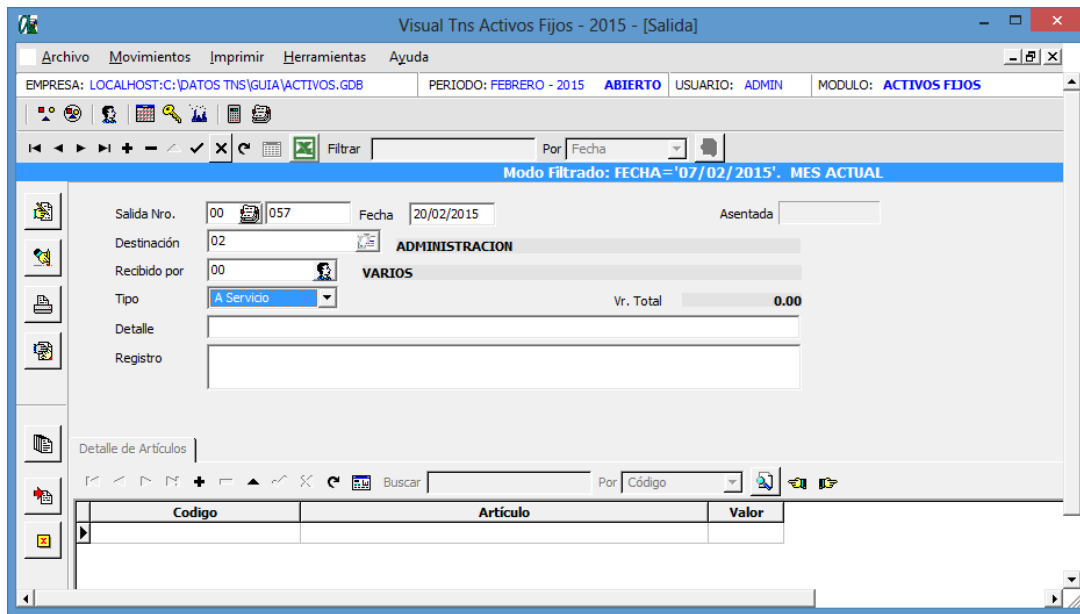 Visual Tns Activos Fijos - 2015 - [Salida]
Archivo Movimientos Imprimir Herramientas Ayuda
EMPRESA: LOCALHOST:C:\DATOS TNS\GUIA\ACTIVOS.GDB PERIODO: FEBRERO - 2015 ABIERTO USUARIO: ADMIN MODULO: ACTIVOS FIJOS
Filtrar Por Fecha
Modo Filtrado: FECHA='07/02/2015'. MES ACTUAL
Salida Nro. 00 057 Fecha 20/02/2015 Asentada
Destinación 02 ADMINISTRACION
Recibido por 00 VARIOS
Tipo A Servicio Vr. Total 0.00
Detalle
Registro
Detalle de Artículos
Buscar Por Código
Codigo Artículo Valor